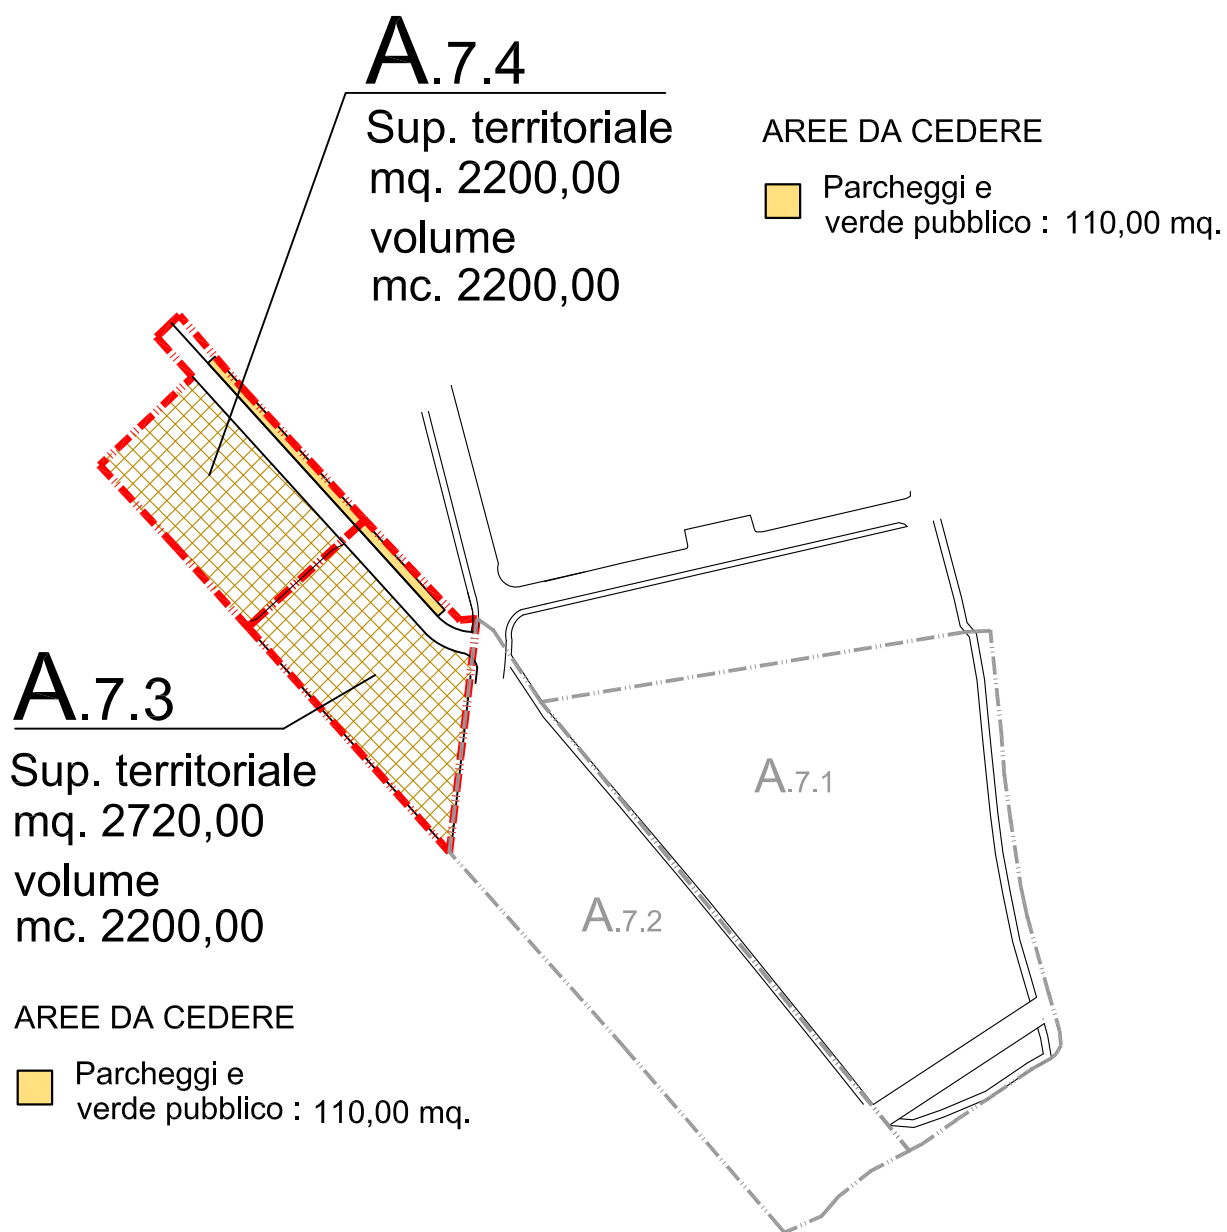 A.7.4
Sup. territoriale
mq. 2200,00
volume
mc. 2200,00
AREE DA CEDERE
Parcheggi e
verde pubblico : 110,00 mq.
A.7.3
Sup. territoriale
mq. 2720,00
volume
mc. 2200,00
AREE DA CEDERE
Parcheggi e
verde pubblico : 110,00 mq.
A.7.1
A.7.2